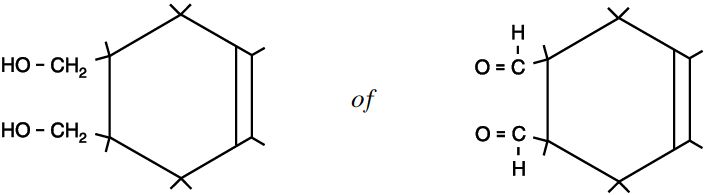 HO - CH₂
HO - CH₂
of
H
O = C
O = C
H